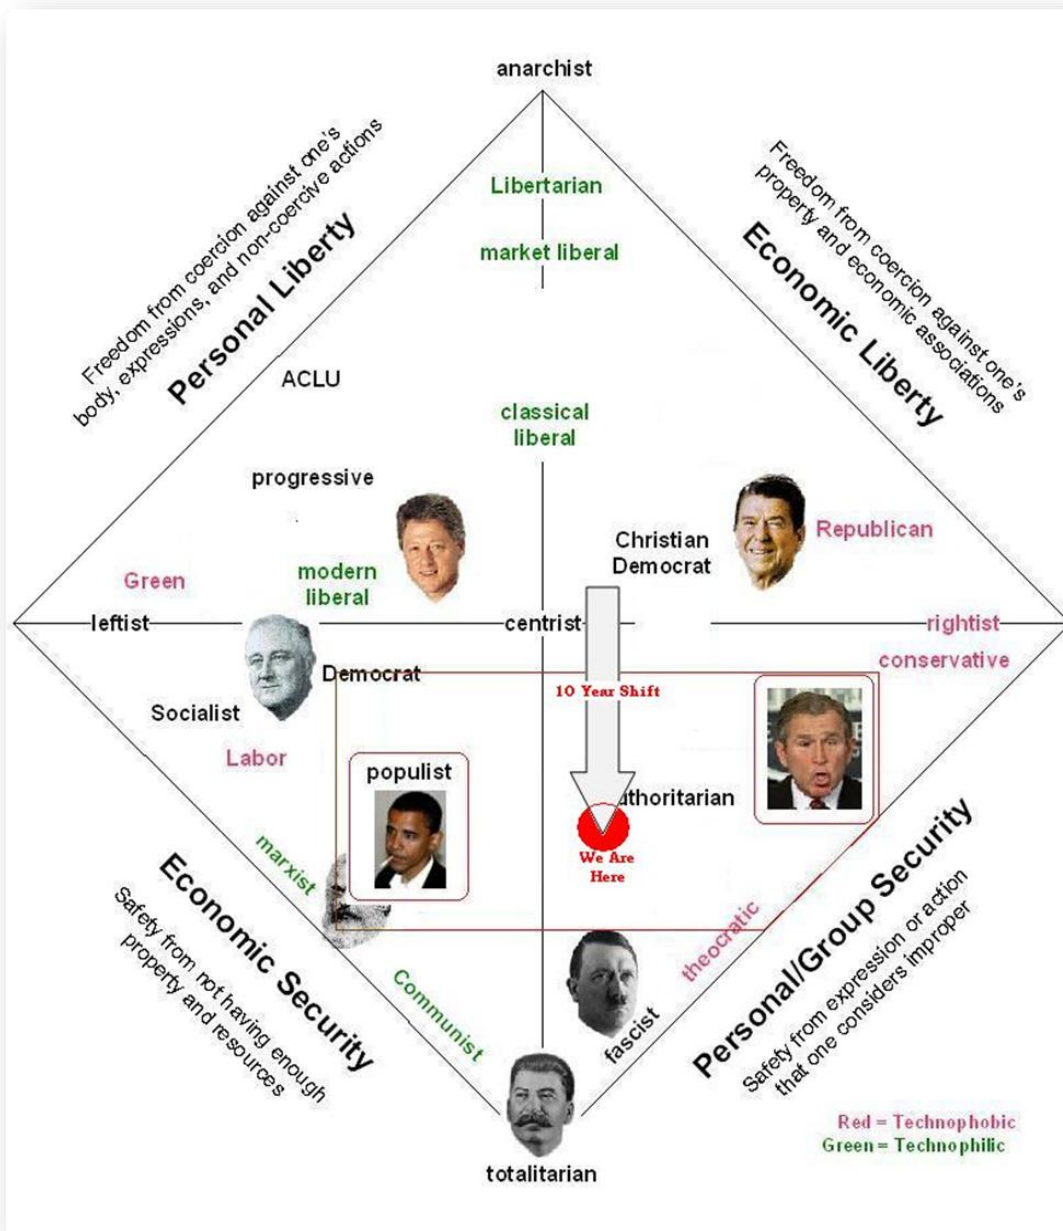 anarchist
Freedom from coercion against one's
body, expressions, and non-coercive actions
Personal Liberty
Freedom from coercion against one's
property and economic associations
Economic Liberty
Libertarian
market liberal
ACLU
classical
liberal
progressive
Christian
Democrat
Republican
Green
modern
liberal
leftist
centrist
rightist
conservative
Democrat
10 Year Shift
Socialist
Labor
populist
uthoritarian
We Are
Here
marxist
theocratic
Economic Security
Safety from not having enough
property and resources
Personal/Group Security
Safety from expression or action
that one considers improper
Communist
fascist
totalitarian
Red = Technophobic
Green = Technophilic